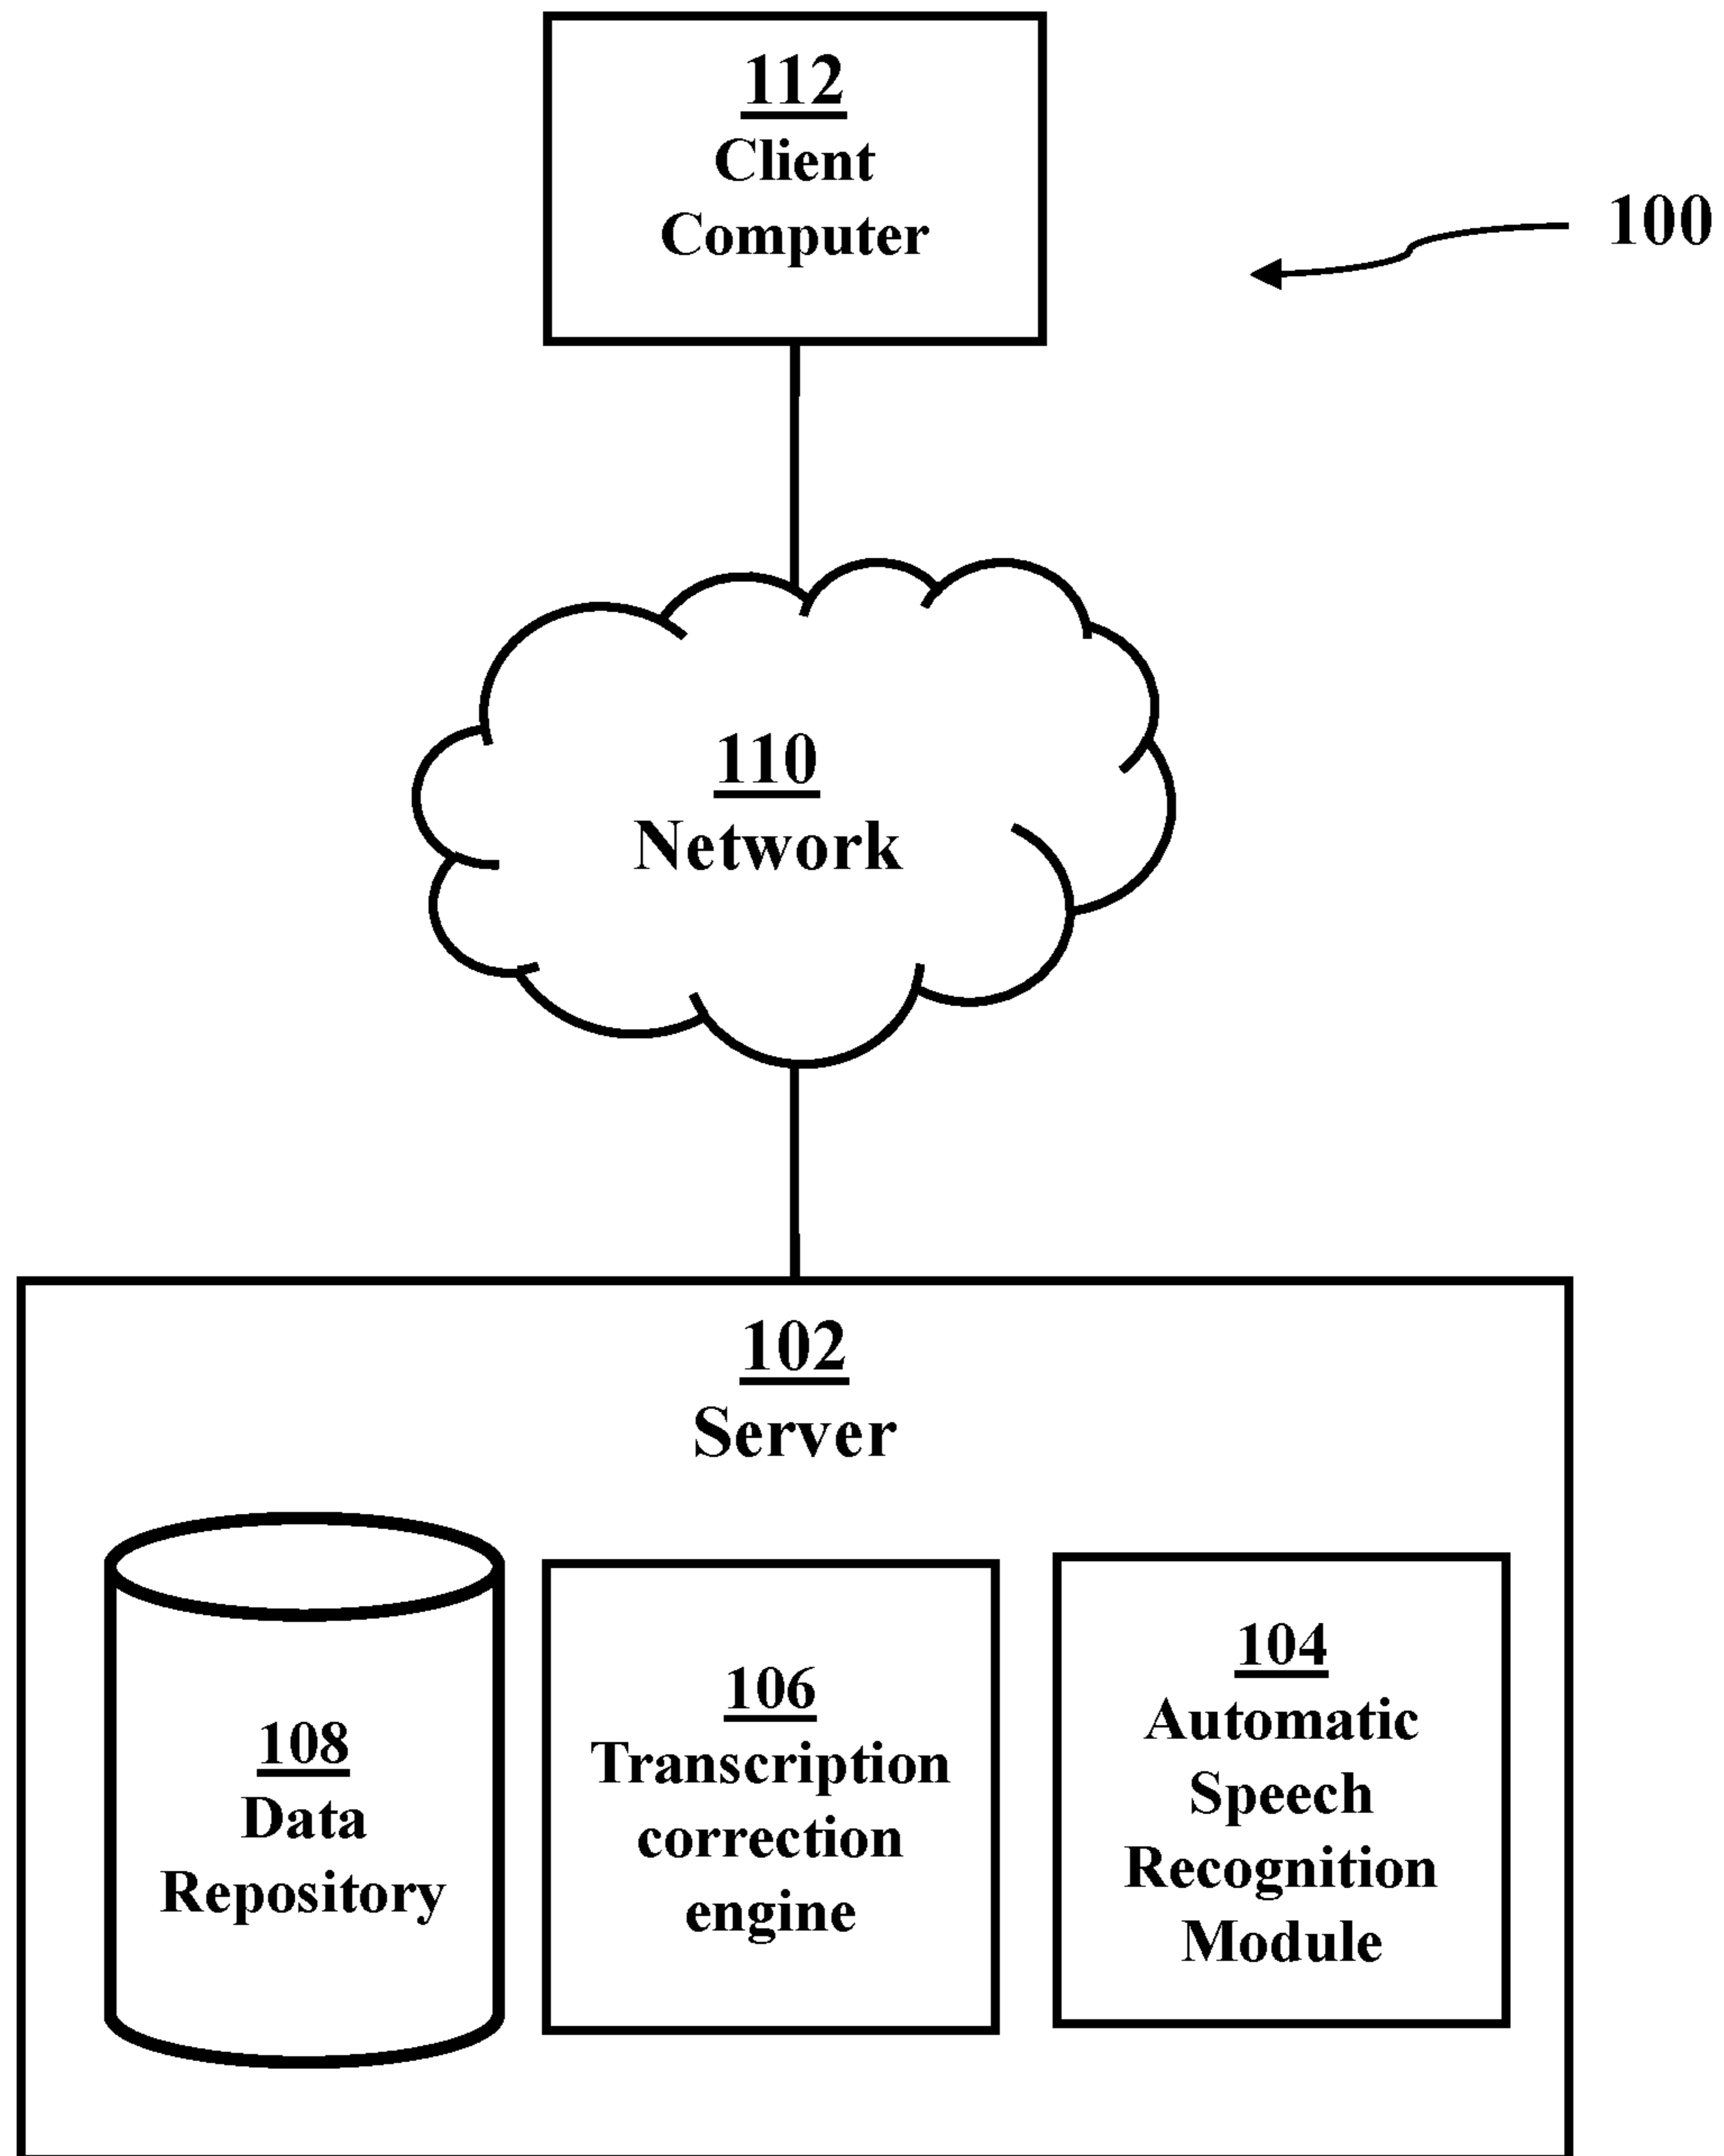 112
Client
Computer
100
110
Network
102
Server
108
Data
Repository
106
Transcription
correction
engine
104
Automatic
Speech
Recognition
Module